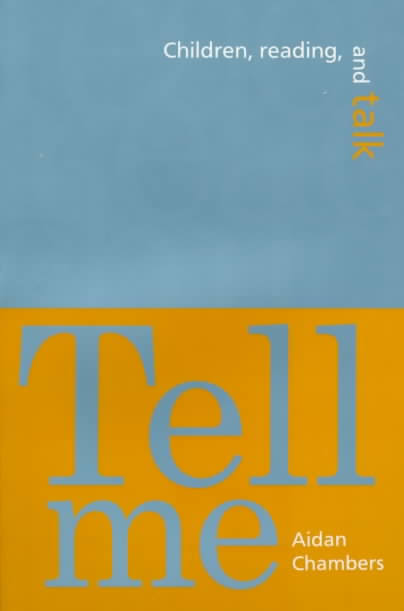 Children, reading,
and talk
Tell
me
Aidan
Chambers